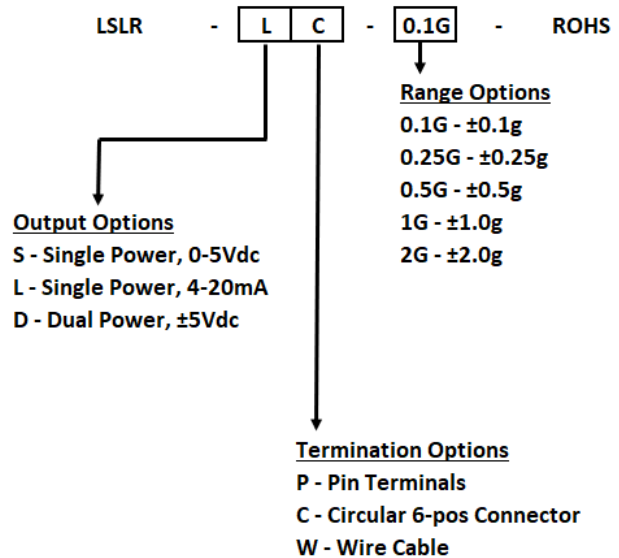 LSLR - L C - 0.1G - ROHS
Range Options
0.1G - ±0.1g
0.25G - ±0.25g
0.5G - ±0.5g
1G - ±1.0g
2G - ±2.0g
Output Options
S - Single Power, 0-5Vdc
L - Single Power, 4-20mA
D - Dual Power, ±5Vdc
Termination Options
P - Pin Terminals
C - Circular 6-pos Connector
W - Wire Cable